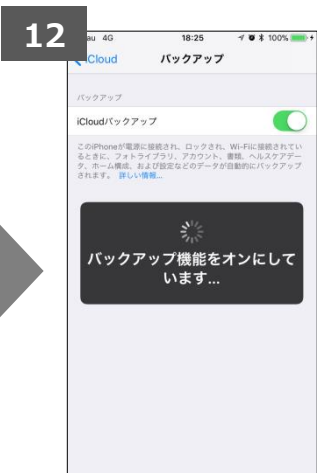 12
au 4G 18:25 100%
iCloud バックアップ
バックアップ
iCloudバックアップ
このiPhoneが電源に接続され、ロックされ、Wi-Fiに接続されてい
るときに、フォトライブラリ、アカウント、書類、ヘルスケアデー
タ、ホーム構成、および設定などのデータが自動的にバックアップ
されます。 詳しい情報...
バックアップ機能をオンにして
います...